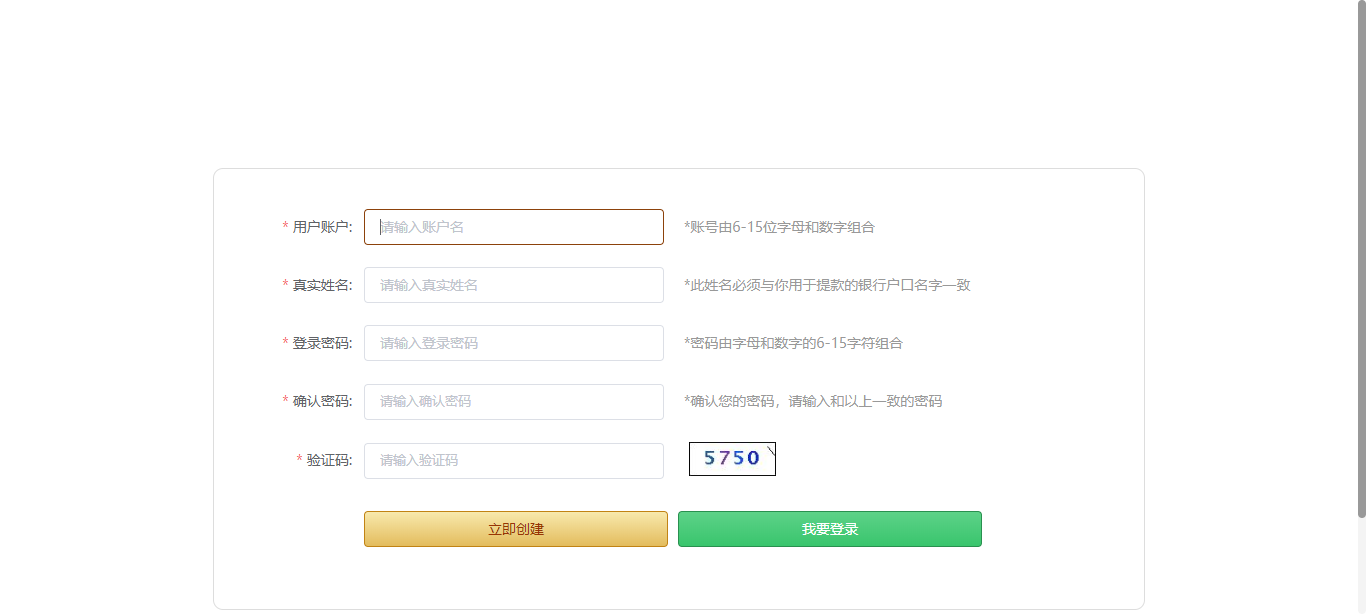 * 用户账户: 请输入账户名 *账号由6-15位字母和数字组合
* 真实姓名: 请输入真实姓名 *此姓名必须与你用于提款的银行户口名字一致
* 登录密码: 请输入登录密码 *密码由字母和数字的6-15字符组合
* 确认密码: 请输入确认密码 *确认您的密码，请输入和以上一致的密码
* 验证码: 请输入验证码 5750
立即创建 我要登录